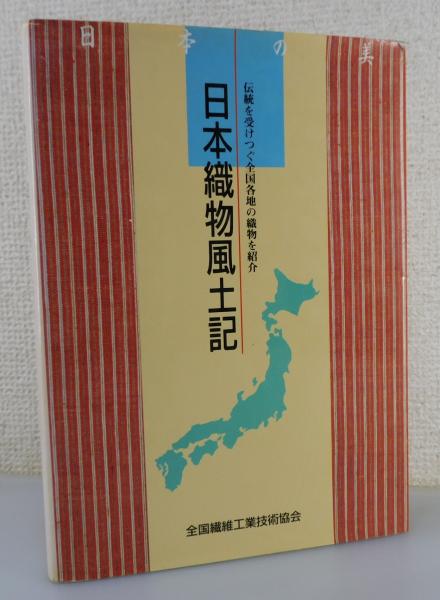 日本の美
伝統を受けつぐ全国各地の織物を紹介
日本織物風土記
全国繊維工業技術協会